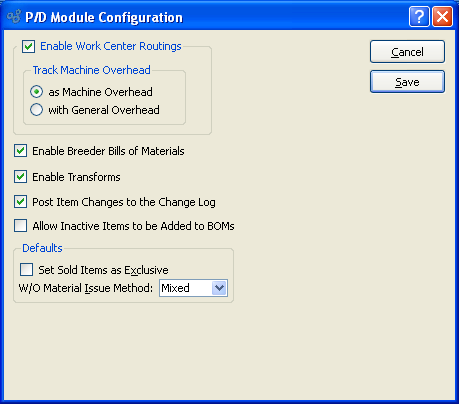 P/D Module Configuration
Enable Work Center Routings
Cancel
Track Machine Overhead
Save
as Machine Overhead
with General Overhead
Enable Breeder Bills of Materials
Enable Transforms
Post Item Changes to the Change Log
Allow Inactive Items to be Added to BOMs
Defaults
Set Sold Items as Exclusive
W/O Material Issue Method: Mixed